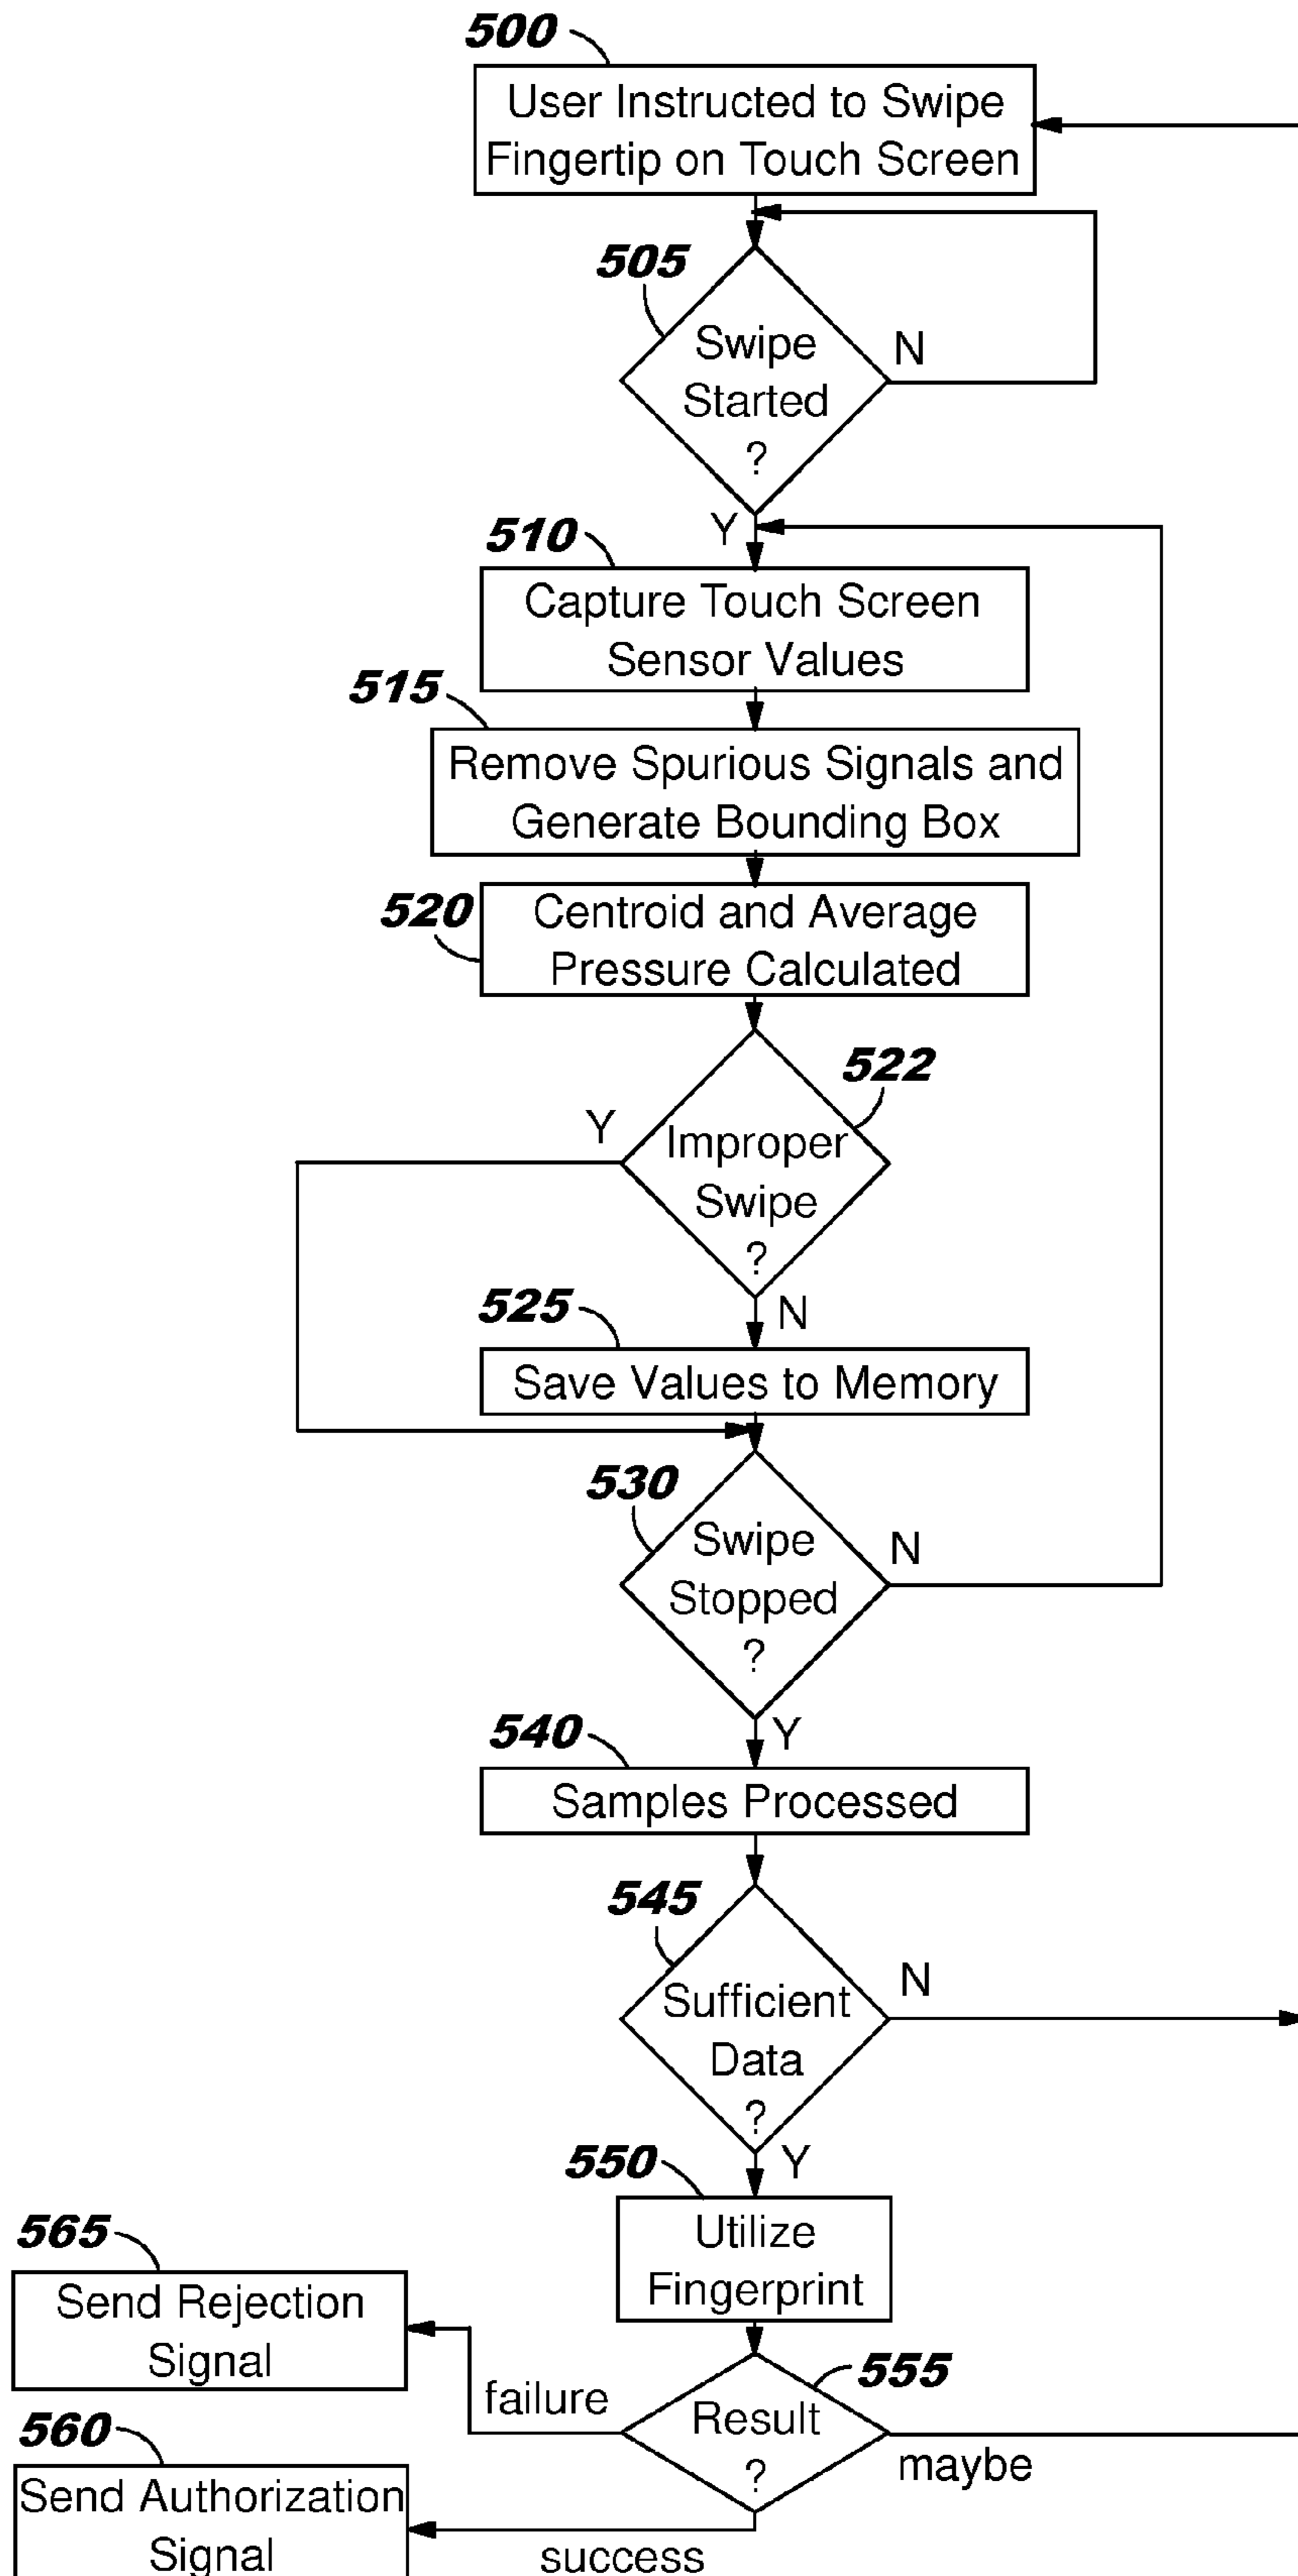 500
User Instructed to Swipe
Fingertip on Touch Screen
505
Swipe
Started
?
N
Y
510
Capture Touch Screen
Sensor Values
515
Remove Spurious Signals and
Generate Bounding Box
520
Centroid and Average
Pressure Calculated
522
Y
Improper
Swipe
?
N
525
Save Values to Memory
530
Swipe
Stopped
?
N
Y
540
Samples Processed
545
Sufficient
Data
?
N
Y
550
Utilize
Fingerprint
565
Send Rejection
Signal
failure
555
Result
?
maybe
560
Send Authorization
Signal
success